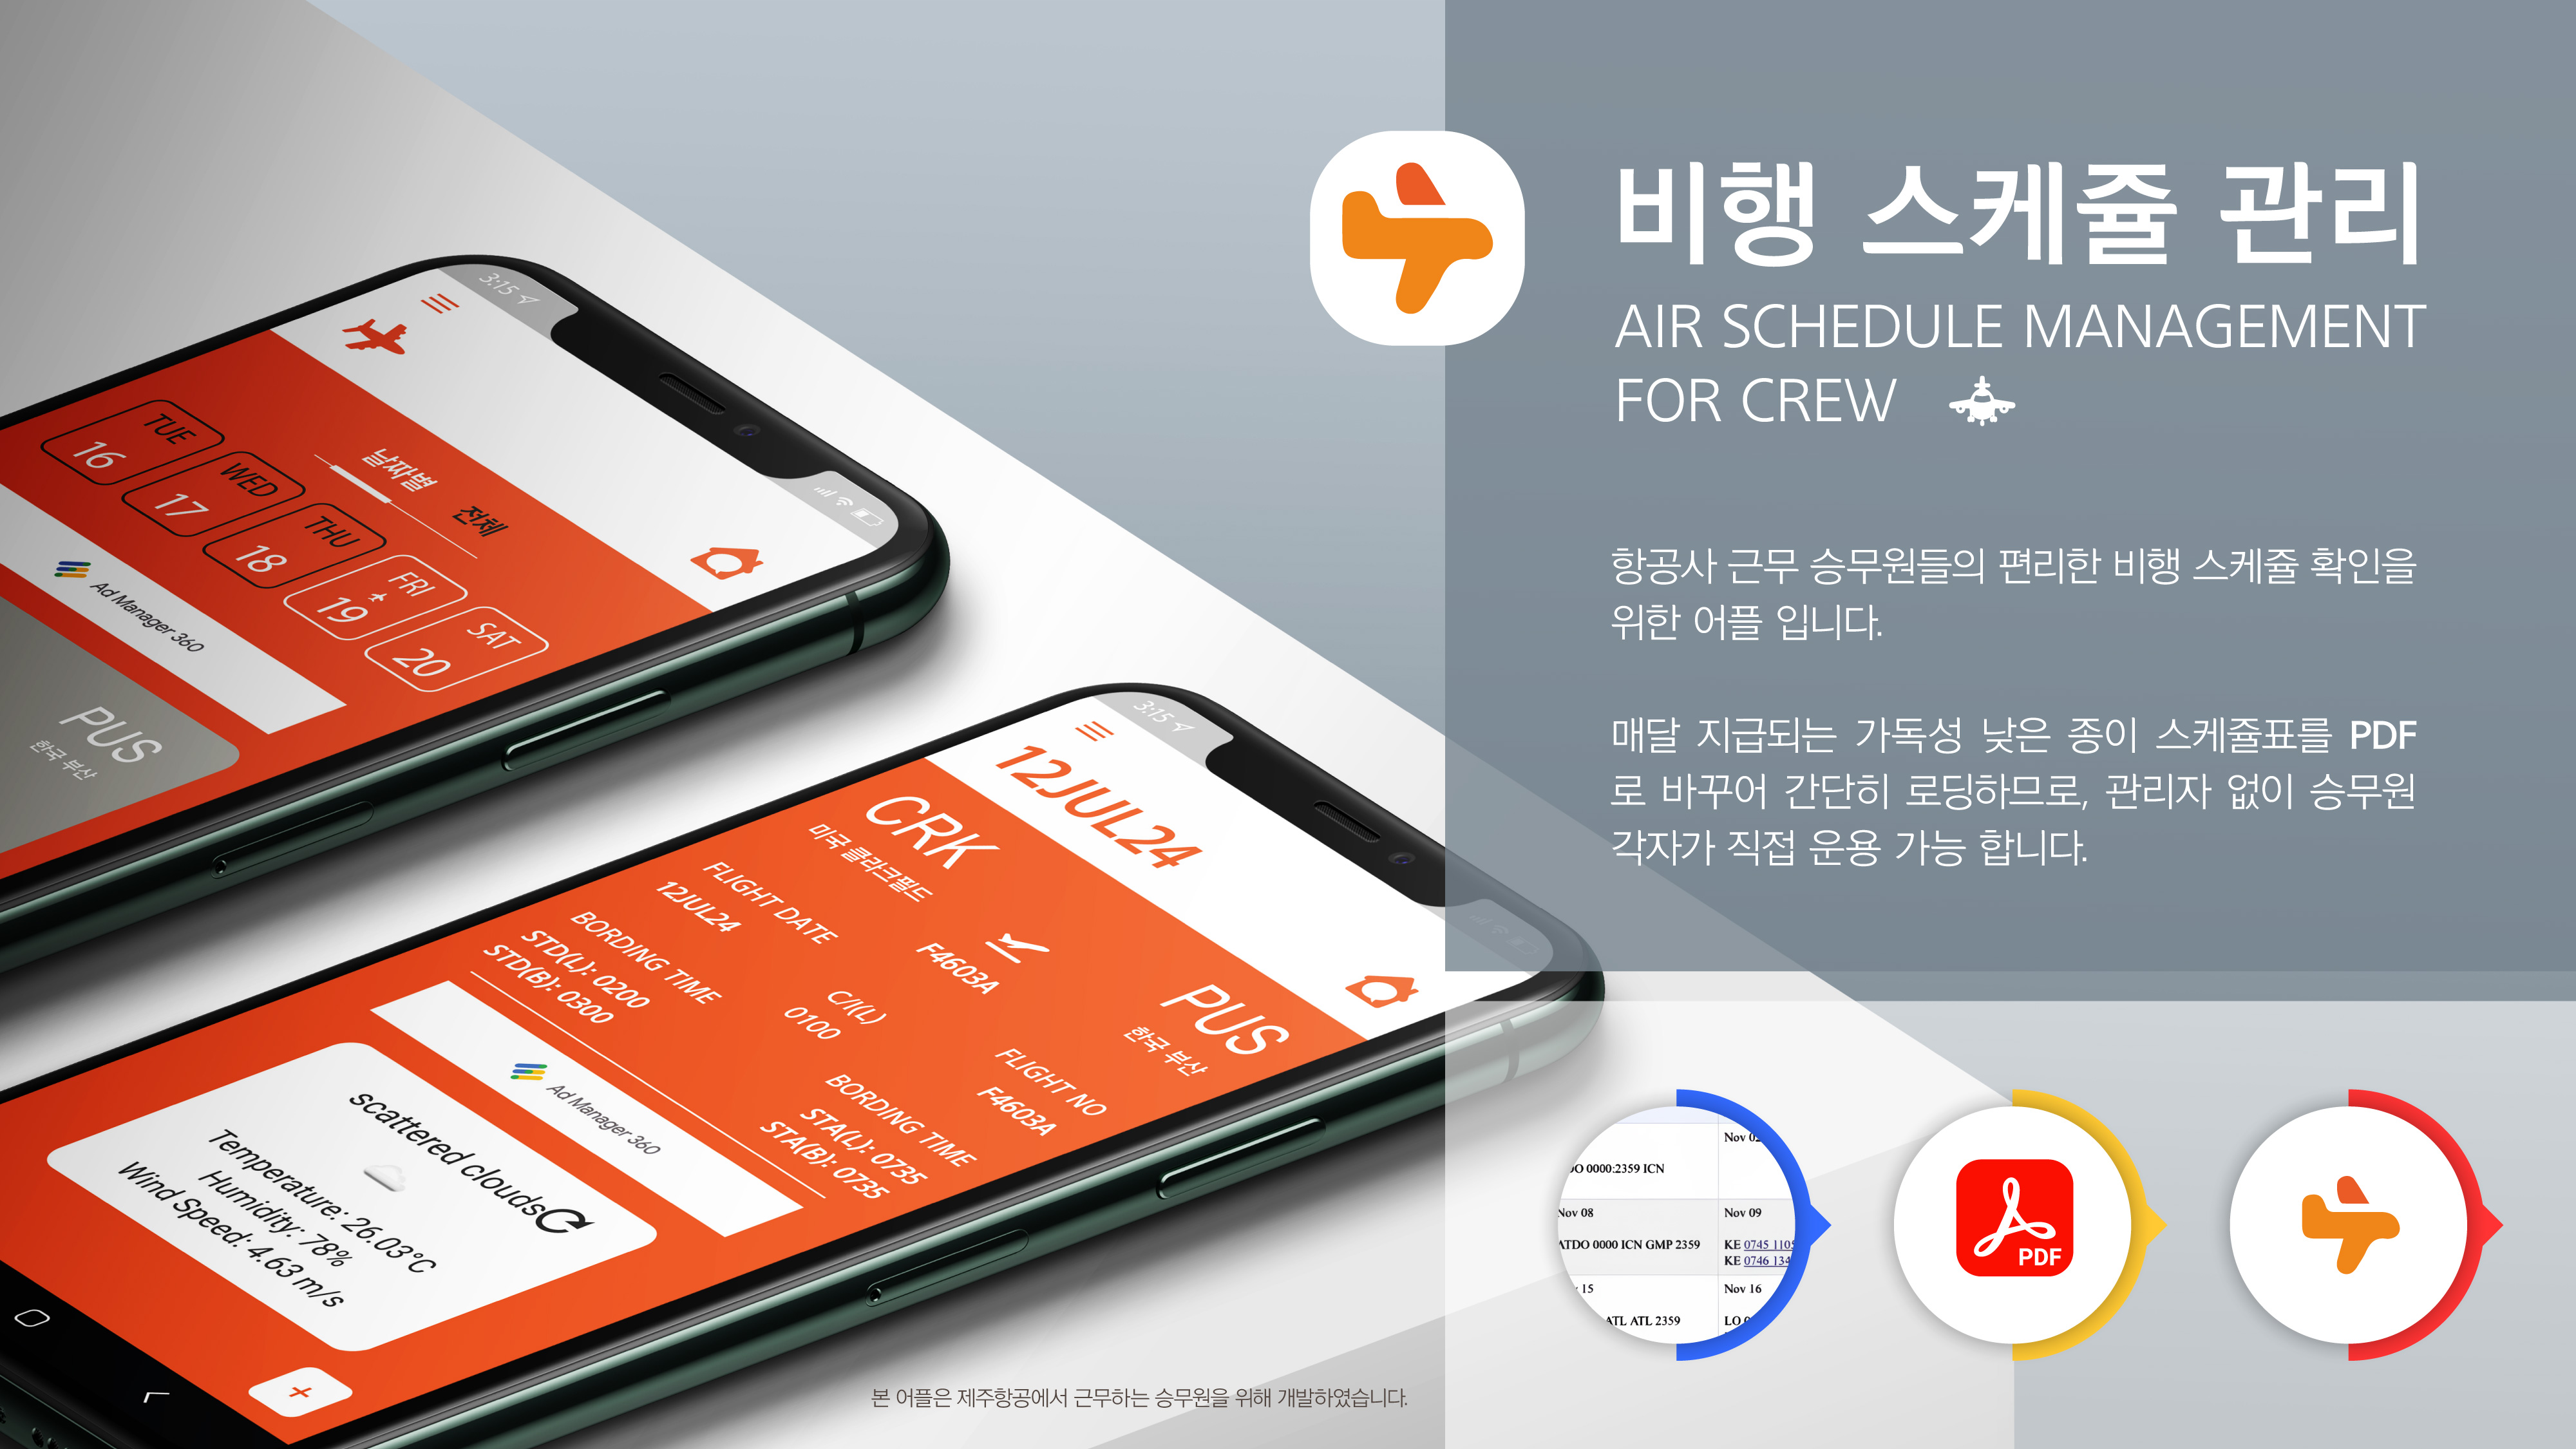 비행 스케쥴 관리
AIR SCHEDULE MANAGEMENT
FOR CREW
항공사 근무 승무원들의 편리한 비행 스케쥴 확인을
위한 어플 입니다.
매달 지급되는 가독성 낮은 종이 스케쥴표를 PDF
로 바꾸어 간단히 로딩하므로, 관리자 없이 승무원
각자가 직접 운용 가능 합니다.
3:15
날짜별 전체
TUE WED THU FRI SAT
16 17 18 19 20
Ad Manager 360
PUS
한국 부산
3:15
12JUL24
CRK
미국 클라크필드
F4603A
PUS
한국 부산
FLIGHT DATE
12JUL24
C/I(L)
0100
FLIGHT NO
F4603A
BORDING TIME
STD(L): 0200
STD(B): 0300
BORDING TIME
STA(L): 0735
STA(B): 0735
Ad Manager 360
scattered clouds
Temperature: 26.03°C
Humidity: 78%
Wind Speed: 4.63 m/s
+
Nov 02
0000:2359 ICN
Nov 08
Nov 09
ATDO 0000 ICN GMP 2359
KE 0745 1105
KE 0746 134
15
Nov 16
ATL ATL 2359
LO
PDF
본 어플은 제주항공에서 근무하는 승무원을 위해 개발하였습니다.